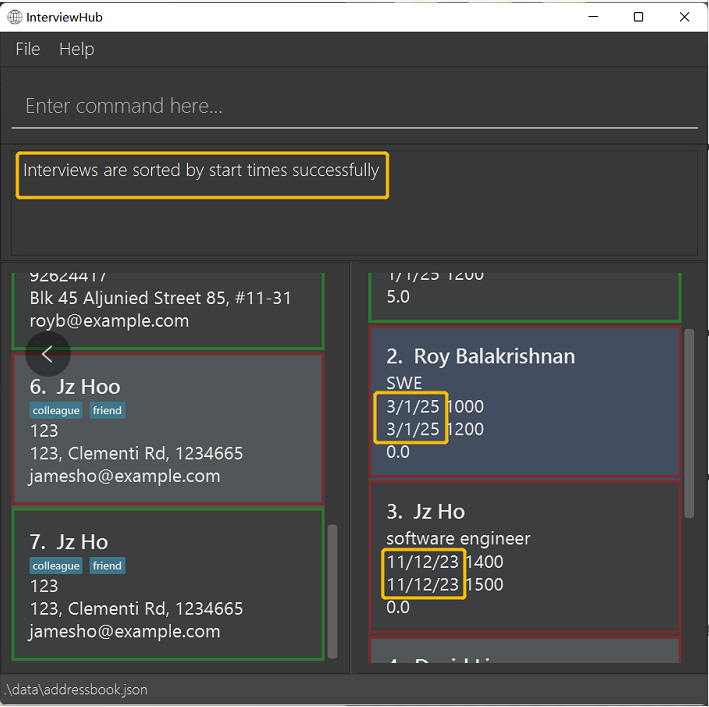 InterviewHub
File Help
Enter command here...
Interviews are sorted by start times successfully
92624417
Blk 45 Aljunied Street 85, #11-31
royb@example.com
6. Jz Hoo
colleague friend
123
123, Clementi Rd, 1234665
jamesho@example.com
7. Jz Ho
colleague friend
123
123, Clementi Rd, 1234665
jamesho@example.com
1/1/25 1200
5.0
2. Roy Balakrishnan
SWE
3/1/25 1000
3/1/25 1200
0.0
3. Jz Ho
software engineer
11/12/23 1400
11/12/23 1500
0.0
.\data\addressbook.json